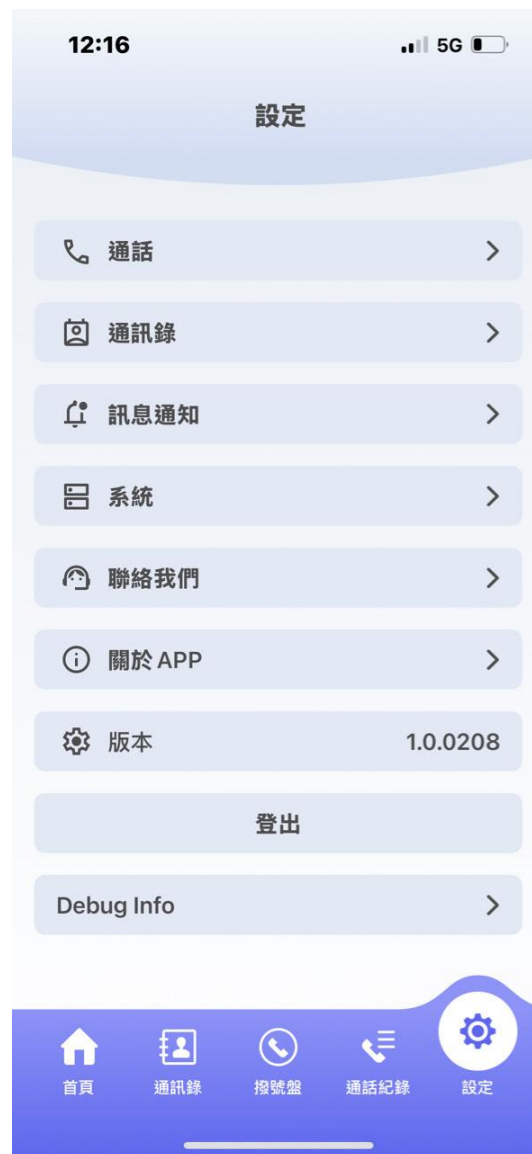 12:16
5G
設定
通話
通訊錄
訊息通知
系統
聯絡我們
關於 APP
版本 1.0.0208
登出
Debug Info
首頁 通訊錄 撥號盤 通話紀錄 設定